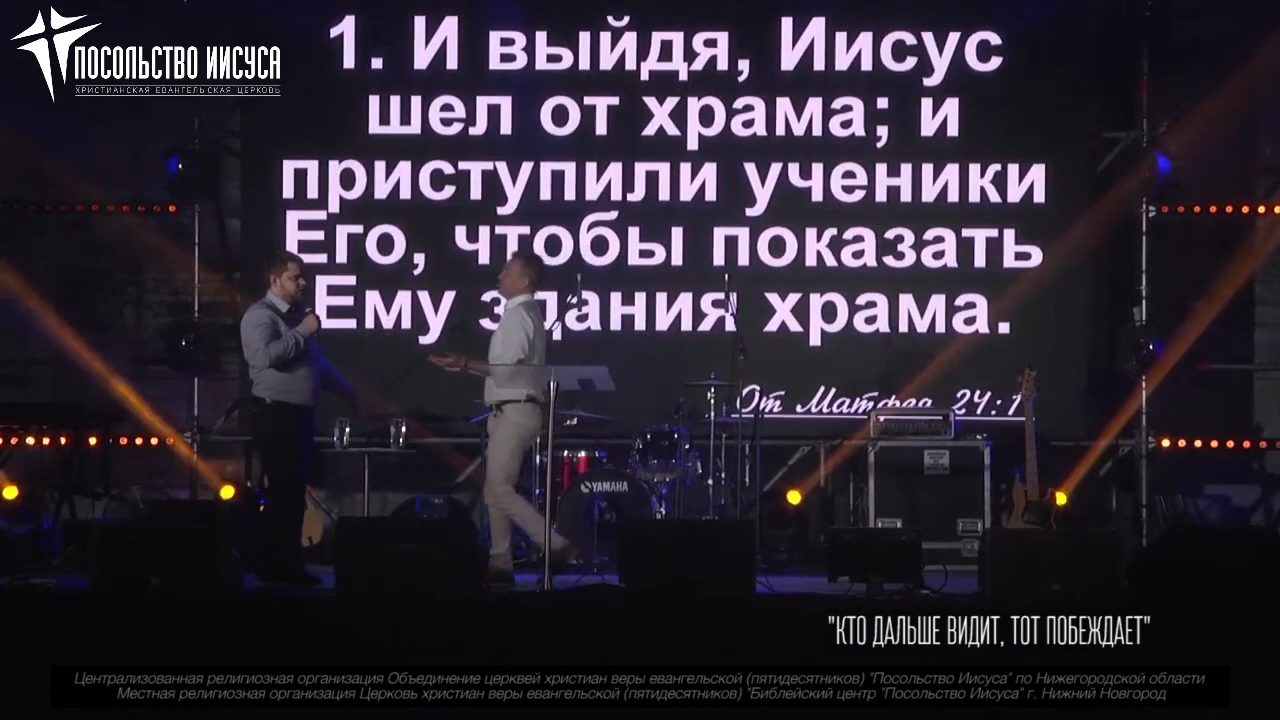 ПОСОЛЬСТВО ИИСУСА
ХРИСТИАНСКАЯ ЕВАНГЕЛЬСКАЯ ЦЕРКОВЬ
1. И выйдя, Иисус
шел от храма; и
приступили ученики
Его, чтобы показать
Ему здания храма.
От Матфея 24:1
YAMAHA
"КТО ДАЛЬШЕ ВИДИТ, ТОТ ПОБЕЖДАЕТ"
Централизованная религиозная организация Объединение церквей христиан веры евангельской (пятидесятников) "Посольство Иисуса" по Нижегородской области
Местная религиозная организация Церковь христиан веры евангельской (пятидесятников) "Библейский центр "Посольство Иисуса" г. Нижний Новгород